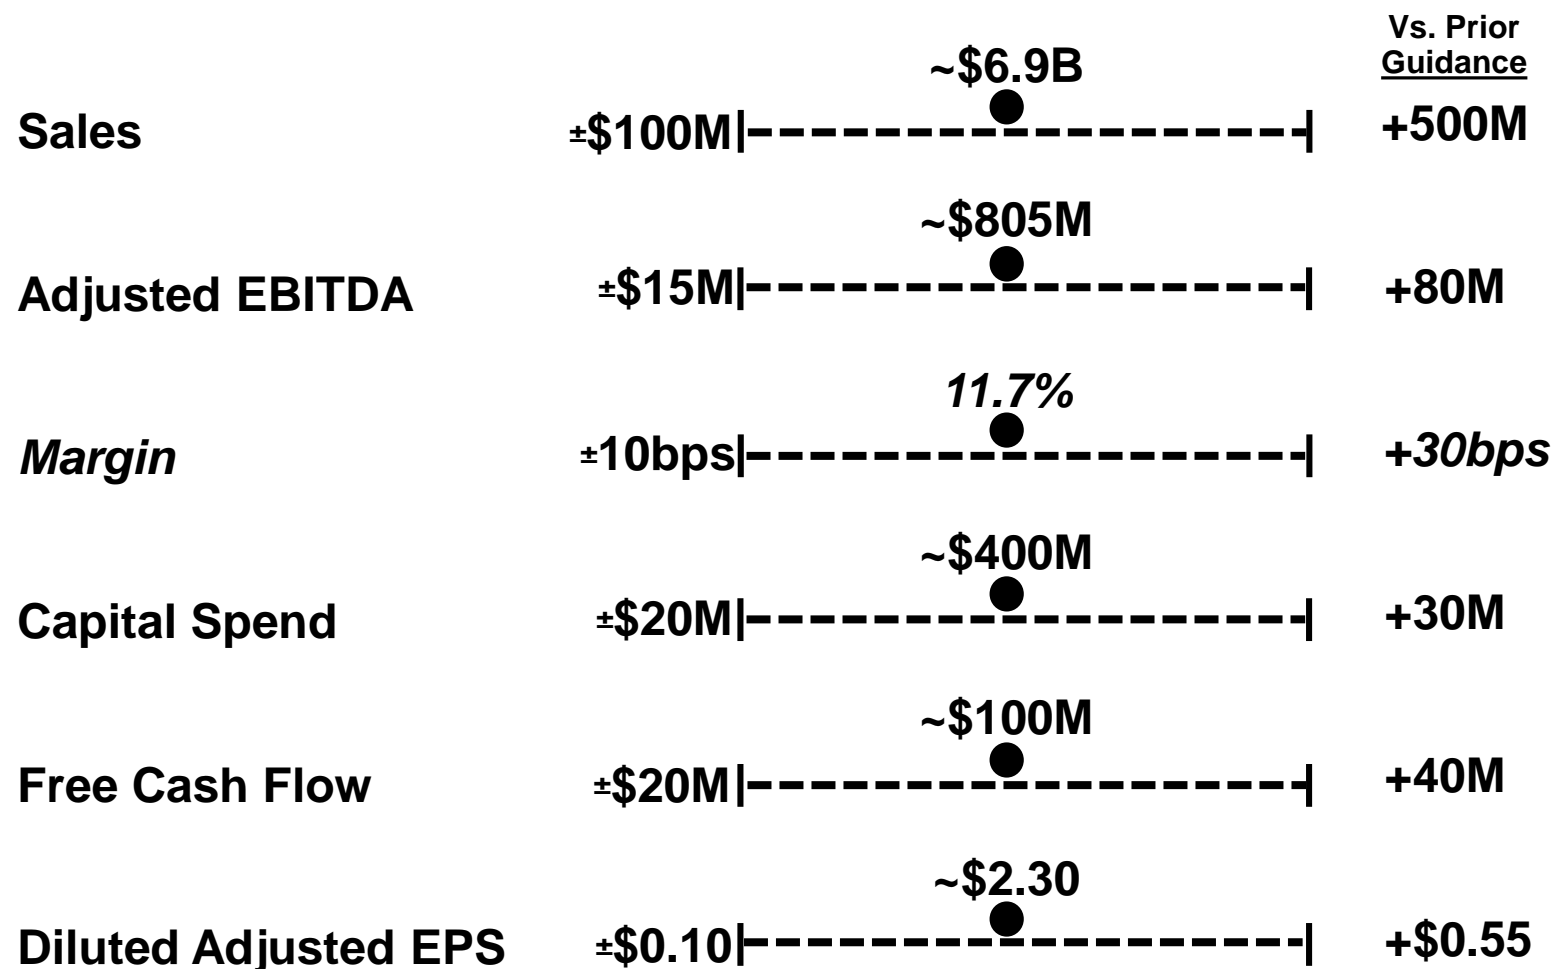 Vs. Prior
Guidance
~$6.9B
Sales ±$100M +500M
~$805M
Adjusted EBITDA ±$15M +80M
11.7%
Margin ±10bps +30bps
~$400M
Capital Spend ±$20M +30M
~$100M
Free Cash Flow ±$20M +40M
~$2.30
Diluted Adjusted EPS ±$0.10 +$0.55